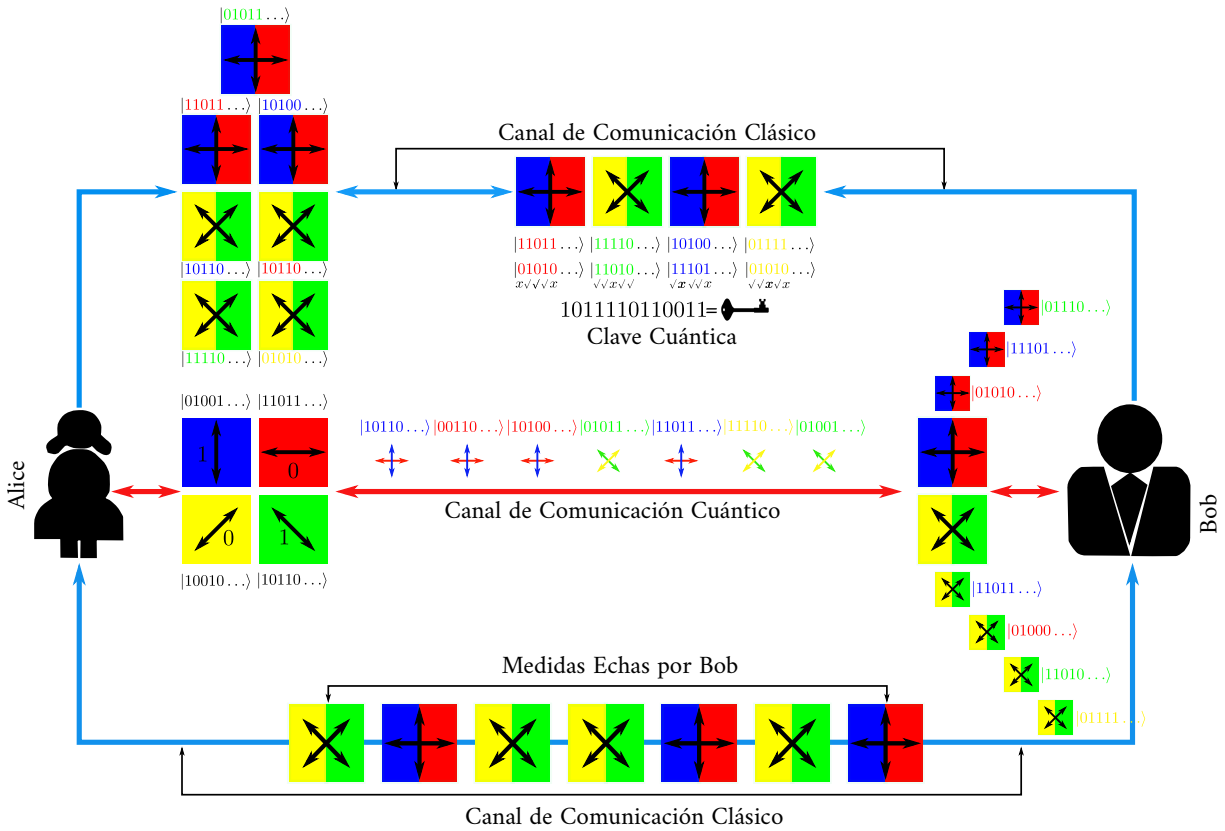 |01011...⟩
|11011...⟩ |10100...⟩
Canal de Comunicación Clásico
|10110...⟩ |10110...⟩
|11011...⟩ |11110...⟩ |10100...⟩ |01111...⟩
|01010...⟩ |11010...⟩ |11101...⟩ |01010...⟩
x√√√x √√x√√ √x√√x √√x√x
1011110110011=
Clave Cuántica
|01110...⟩
|11101...⟩
|11110...⟩ |01010...⟩
|01010...⟩
|01001...⟩ |11011...⟩
|10110...⟩ |00110...⟩ |10100...⟩ |01011...⟩ |11011...⟩ |11110...⟩ |01001...⟩
1 0
Alice
Canal de Comunicación Cuántico
Bob
0 1
|10010...⟩ |10110...⟩
|11011...⟩
|01000...⟩
|11010...⟩
|01111...⟩
Medidas Echas por Bob
Canal de Comunicación Clásico